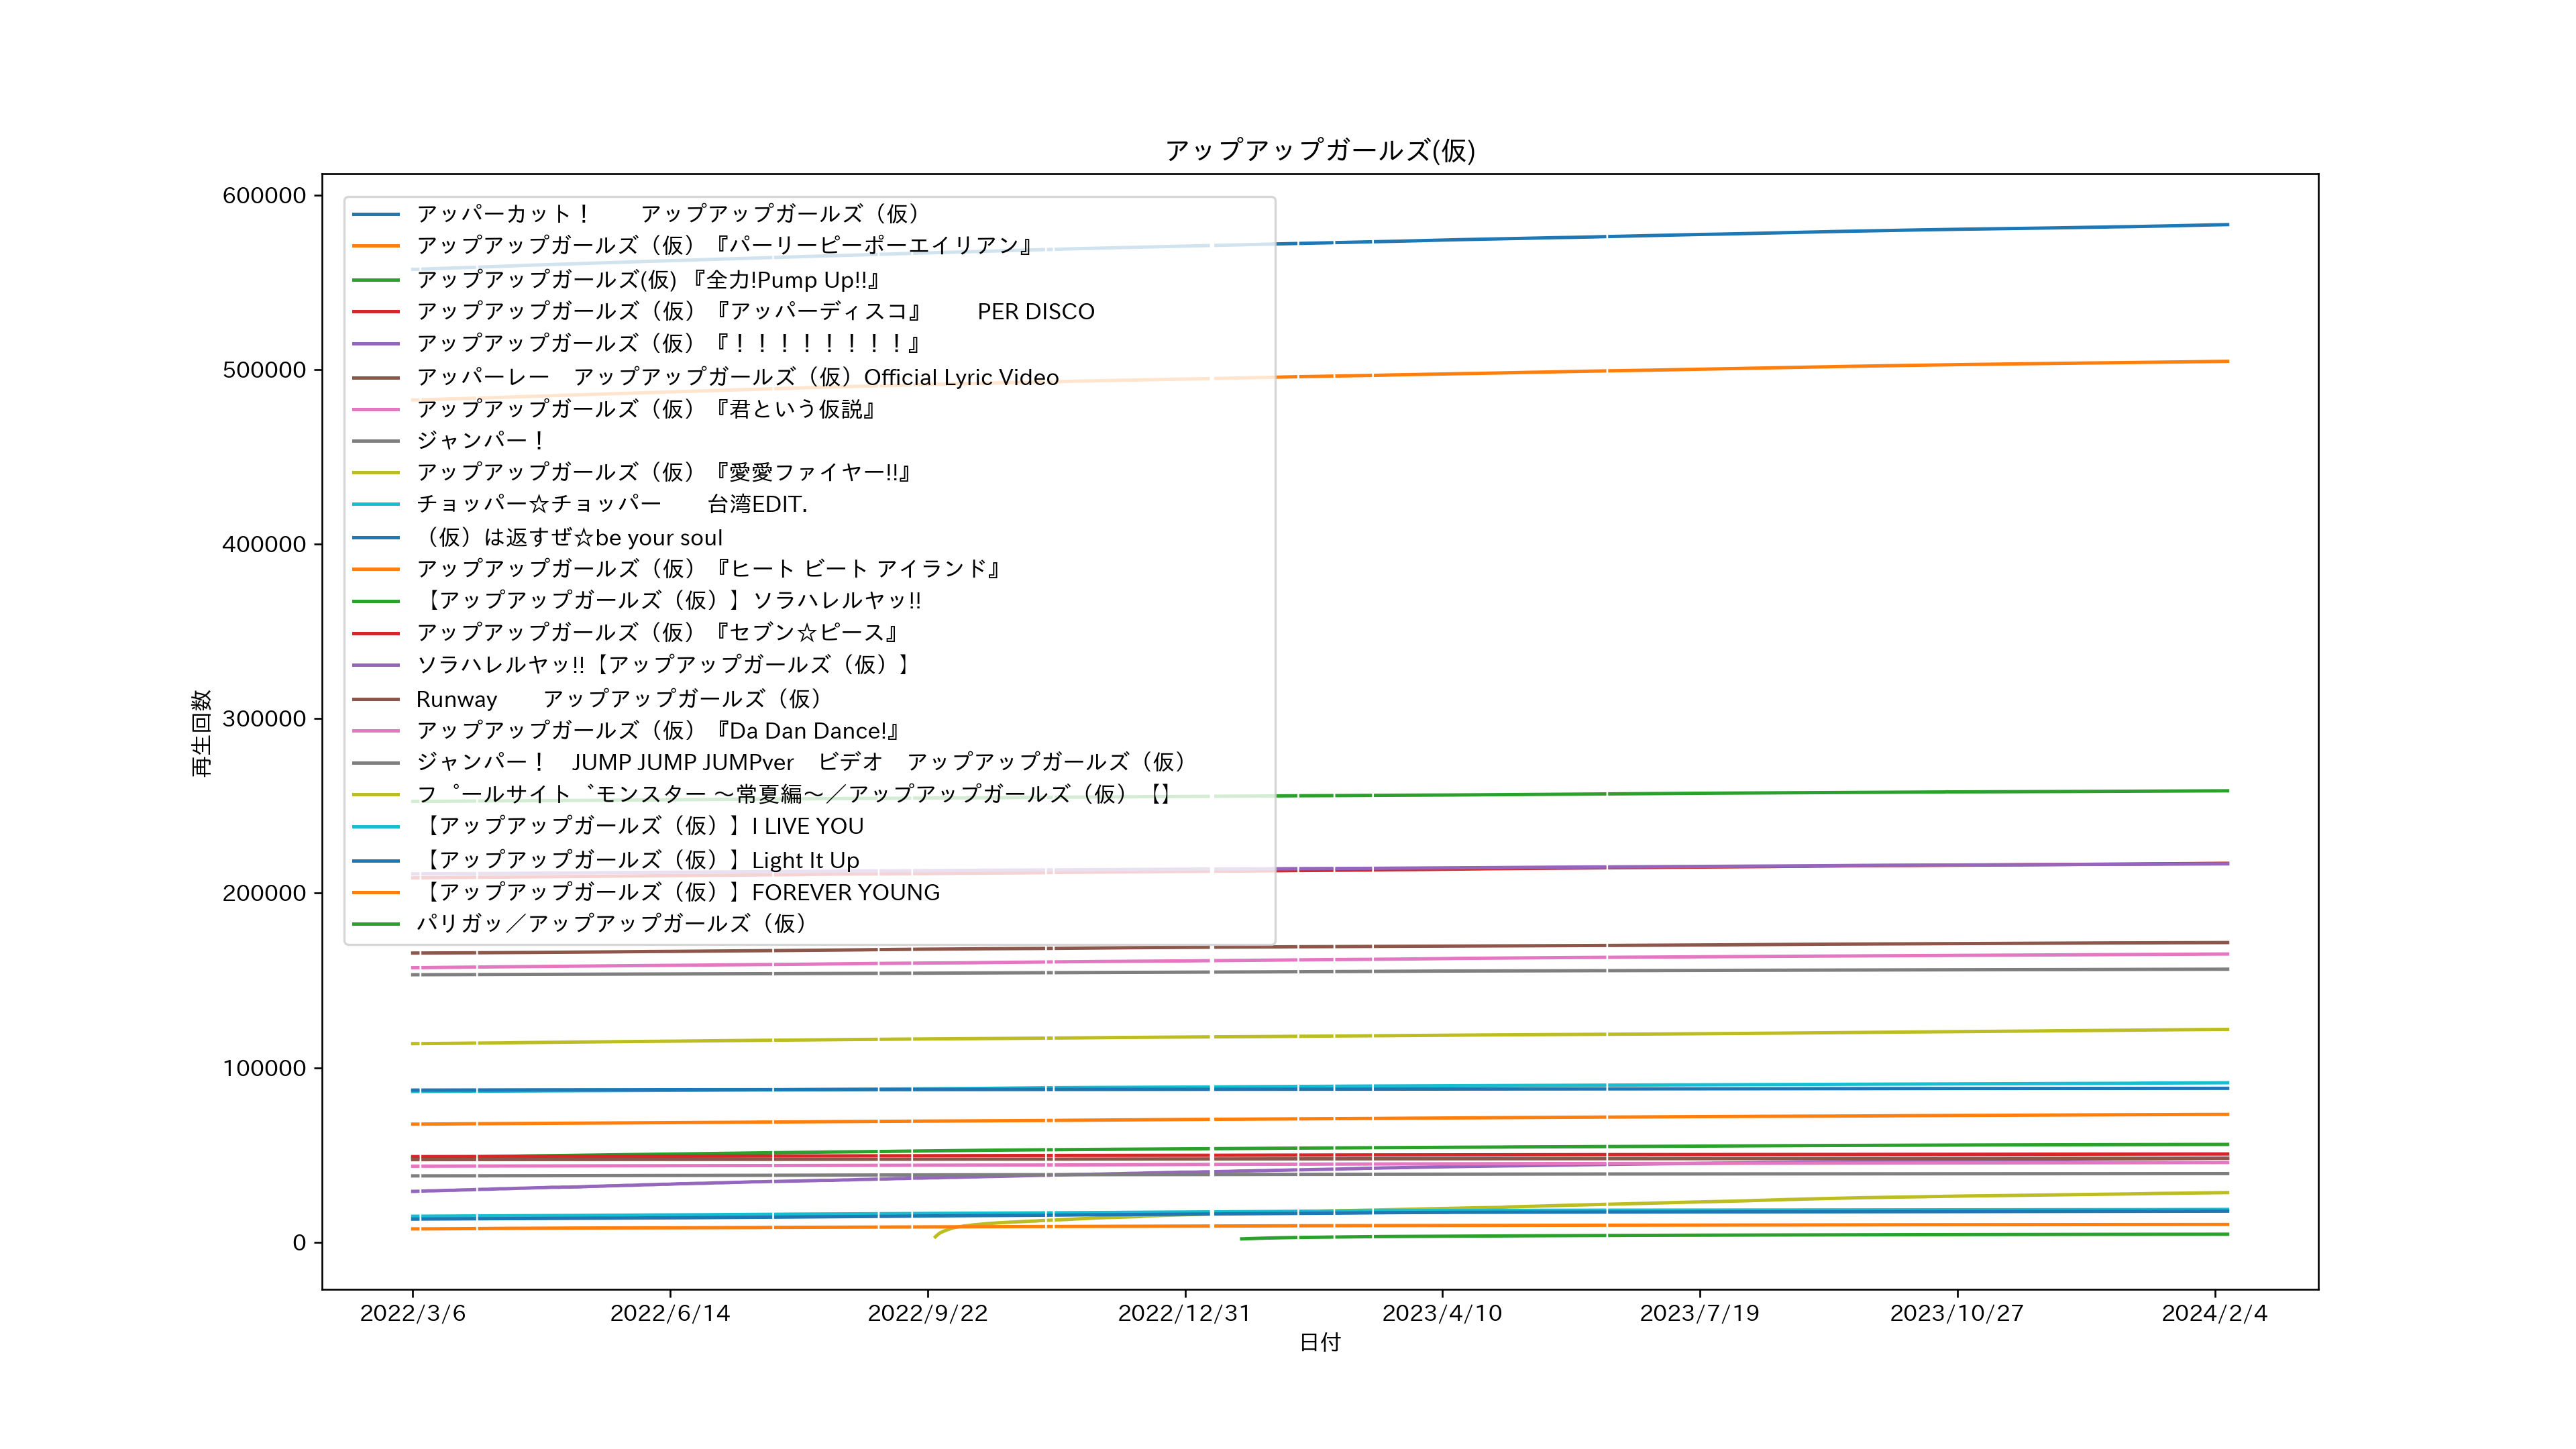 アップアップガールズ(仮)
600000
500000
400000
300000
200000
100000
0
再生回数
アッパーカット！　　アップアップガールズ（仮）
アップアップガールズ（仮）『パーリーピーポーエイリアン』
アップアップガールズ(仮) 『全力!Pump Up!!』
アップアップガールズ（仮）『アッパーディスコ』　　PER DISCO
アップアップガールズ（仮）『！！！！！！！！』
アッパーレー　アップアップガールズ（仮）Official Lyric Video
アップアップガールズ（仮）『君という仮説』
ジャンパー！
アップアップガールズ（仮）『愛愛ファイヤー!!』
チョッパー☆チョッパー　　台湾EDIT.
（仮）は返すぜ☆be your soul
アップアップガールズ（仮）『ヒート ビート アイランド』
【アップアップガールズ（仮）】ソラハレルヤッ!!
アップアップガールズ（仮）『セブン☆ピース』
ソラハレルヤッ!!【アップアップガールズ（仮）】
Runway　　アップアップガールズ（仮）
アップアップガールズ（仮）『Da Dan Dance!』
ジャンパー！　JUMP JUMP JUMPver　ビデオ　アップアップガールズ（仮）
フ゜ールサイト゛モンスター ～常夏編～／アップアップガールズ（仮）【】
【アップアップガールズ（仮）】I LIVE YOU
【アップアップガールズ（仮）】Light It Up
【アップアップガールズ（仮）】FOREVER YOUNG
パリガッ／アップアップガールズ（仮）
2022/3/6 2022/6/14 2022/9/22 2022/12/31 2023/4/10 2023/7/19 2023/10/27 2024/2/4
日付